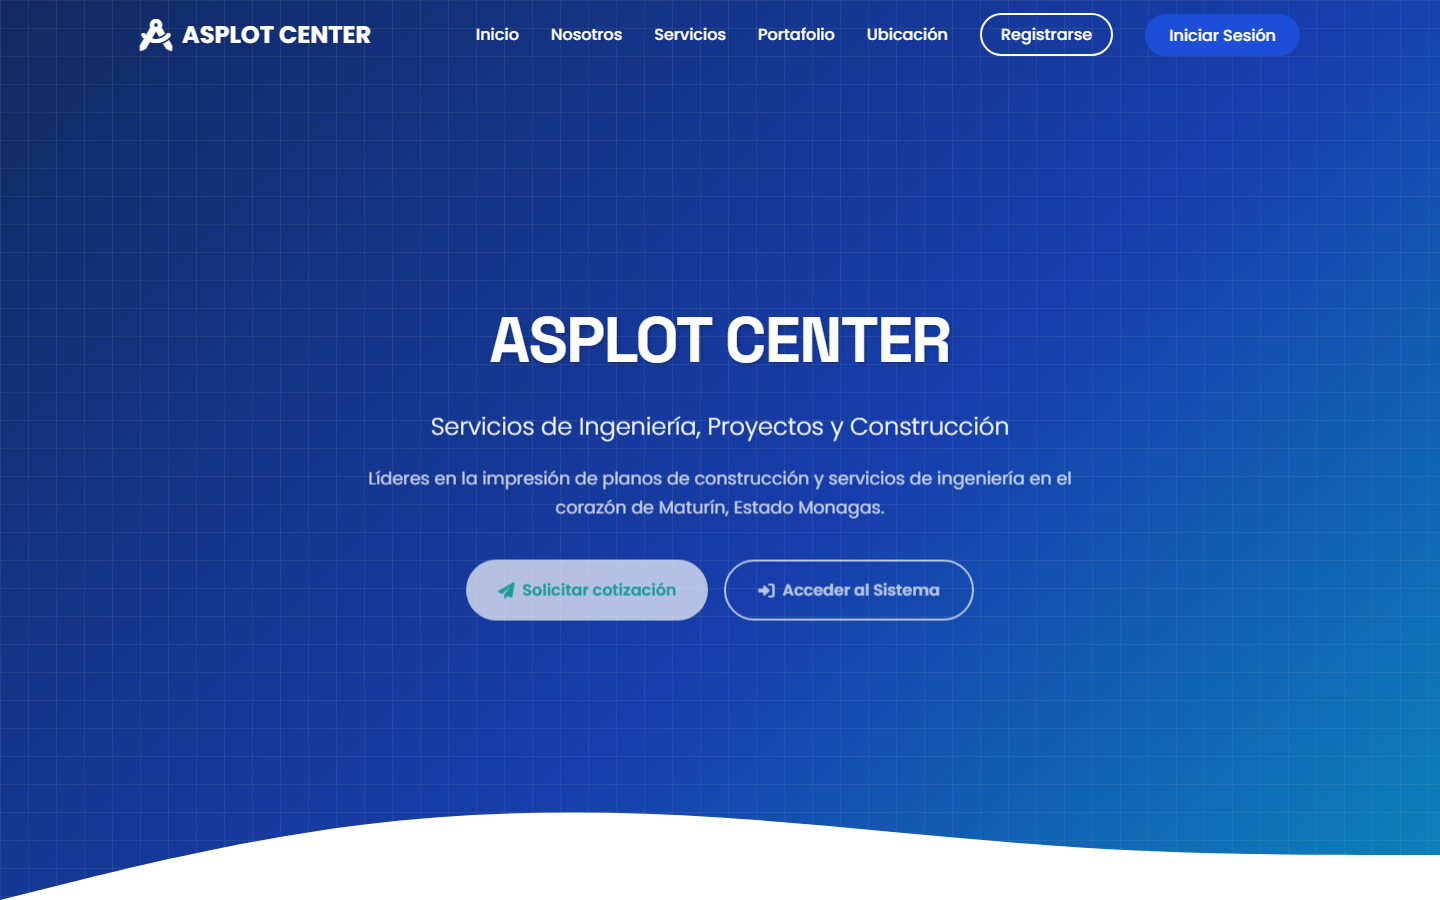 ASPLOT CENTER
Inicio
Nosotros
Servicios
Portafolio
Ubicación
Registrarse
Iniciar Sesión
ASPLOT CENTER
Servicios de Ingeniería, Proyectos y Construcción
Líderes en la impresión de planos de construcción y servicios de ingeniería en el
corazón de Maturín, Estado Monagas.
Solicitar cotización
Acceder al Sistema